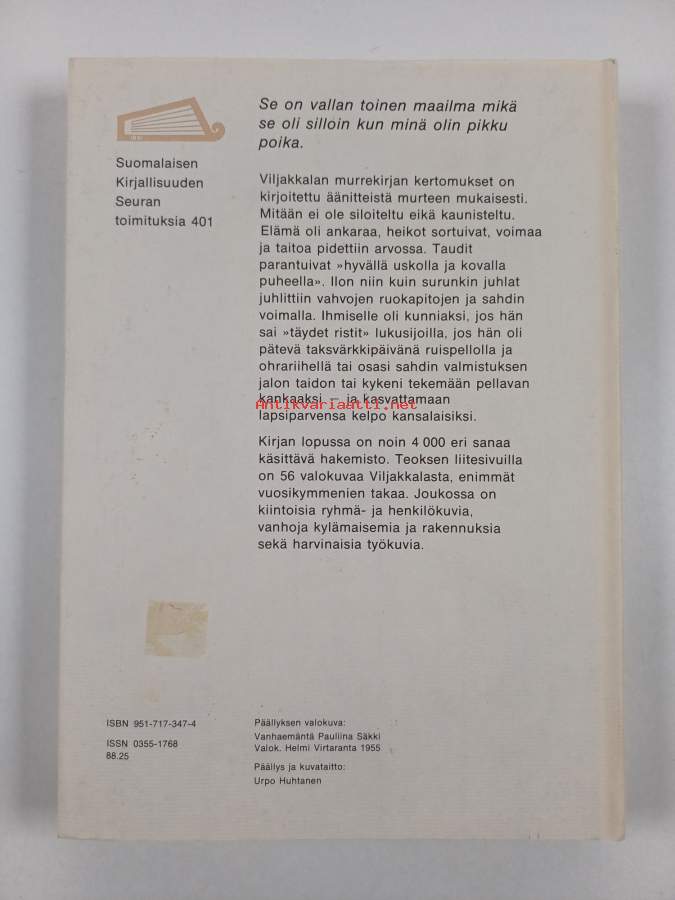 Se on vallan toinen maailma mikä
se oli silloin kun minä olin pikku
poika.
Suomalaisen
Kirjallisuuden
Seuran
toimituksia 401
Viljakkalan murrekirjan kertomukset on
kirjoitettu äänitteistä murteen mukaisesti.
Mitään ei ole siloiteltu eikä kaunisteltu.
Elämä oli ankaraa, heikot sortuivat, voimaa
ja taitoa pidettiin arvossa. Taudit
parantuivat »hyvällä uskolla ja kovalla
puheella». Ilon niin kuin surunkin juhlat
juhlittiin vahvojen ruokapitojen ja sahdin
voimalla. Ihmiselle oli kunniaksi, jos hän
sai »täydet ristit» lukusijoilla, jos hän oli
pätevä taksvärkkipäivänä ruispellolla ja
ohrariihellä tai osasi sahdin valmistuksen
jalon taidon tai kykeni tekemään pellavan
kankaaksi – ja kasvattamaan
Antikvariaatti.net
lapsiparvensa kelpo kansalaisiksi.
Kirjan lopussa on noin 4 000 eri sanaa
käsittävä hakemisto. Teoksen liitesivuilla
on 56 valokuvaa Viljakkalasta, enimmät
vuosikymmenien takaa. Joukossa on
kiintoisia ryhmä- ja henkilökuvia,
vanhoja kylämaisemia ja rakennuksia
sekä harvinaisia työkuvia.
ISBN 951-717-347-4
ISSN 0355-1768
88.25
Päällyksen valokuva:
Vanhaemäntä Pauliina Säkki
Valok. Helmi Virtaranta 1955
Päällys ja kuvataitto:
Urpo Huhtanen